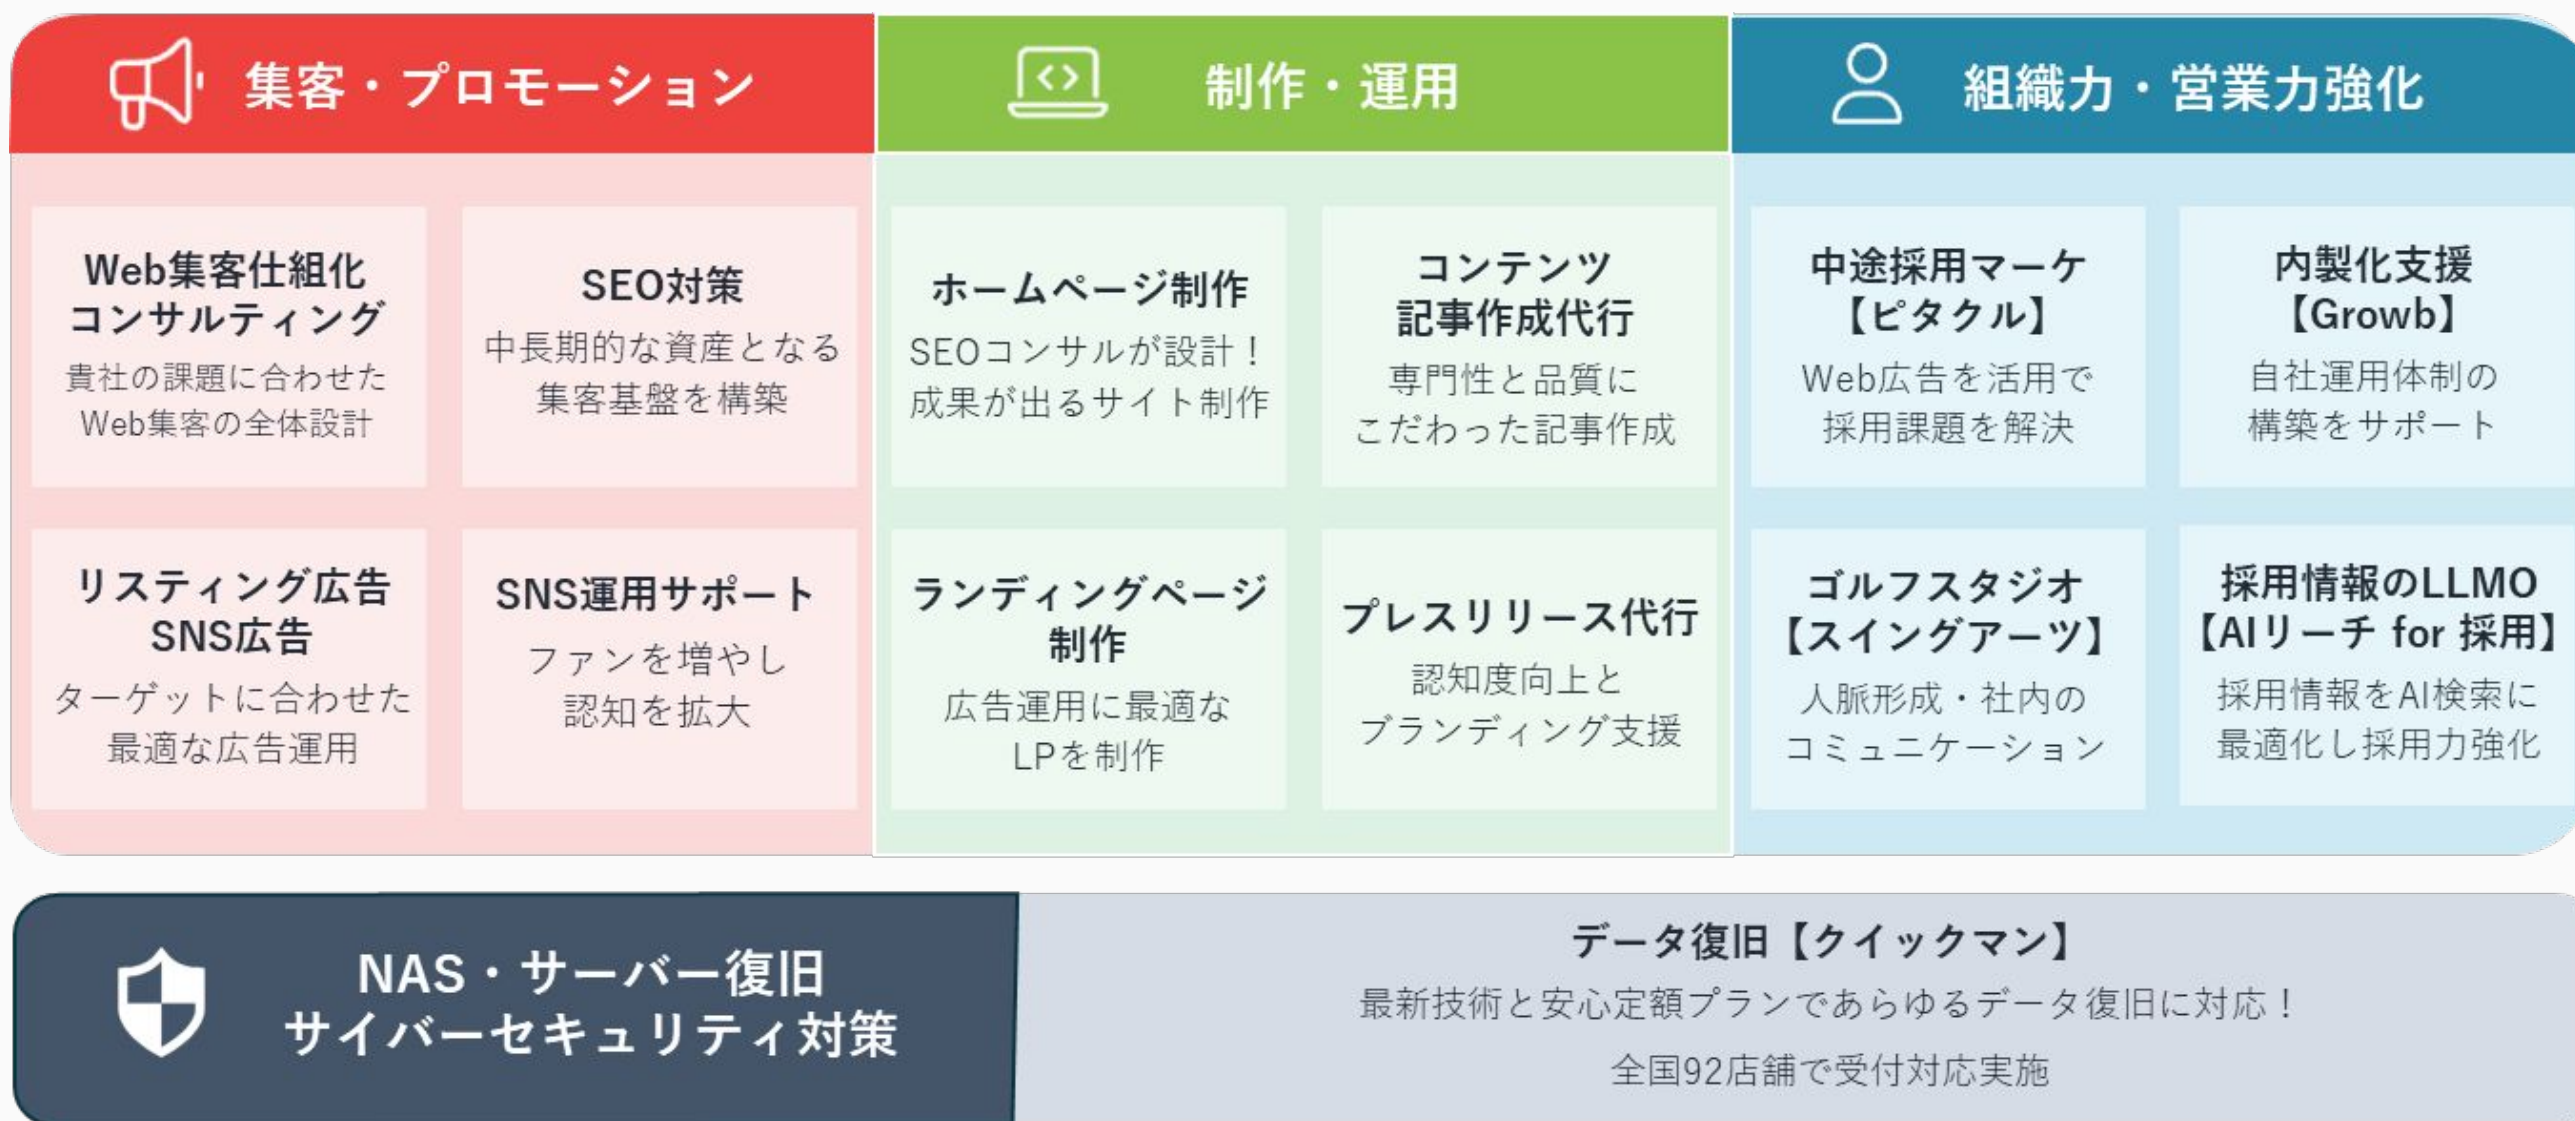 集客・プロモーション
Web集客仕組化
コンサルティング
貴社の課題に合わせた
Web集客の全体設計
SEO対策
中長期的な資産となる
集客基盤を構築
リスティング広告
SNS広告
ターゲットに合わせた
最適な広告運用
SNS運用サポート
ファンを増やし
認知を拡大
制作・運用
ホームページ制作
SEOコンサルが設計！
成果が出るサイト制作
コンテンツ
記事作成代行
専門性と品質に
こだわった記事作成
ランディングページ
制作
広告運用に最適な
LPを制作
プレスリリース代行
認知度向上と
ブランディング支援
組織力・営業力強化
中途採用マーケ
【ピタクル】
Web広告を活用で
採用課題を解決
内製化支援
【Growb】
自社運用体制の
構築をサポート
ゴルフスタジオ
【スイングアーツ】
人脈形成・社内の
コミュニケーション
採用情報のLLMO
【AIリーチ for 採用】
採用情報をAI検索に
最適化し採用力強化
NAS・サーバー復旧
サイバーセキュリティ対策
データ復旧【クイックマン】
最新技術と安心定額プランであらゆるデータ復旧に対応！
全国92店舗で受付対応実施